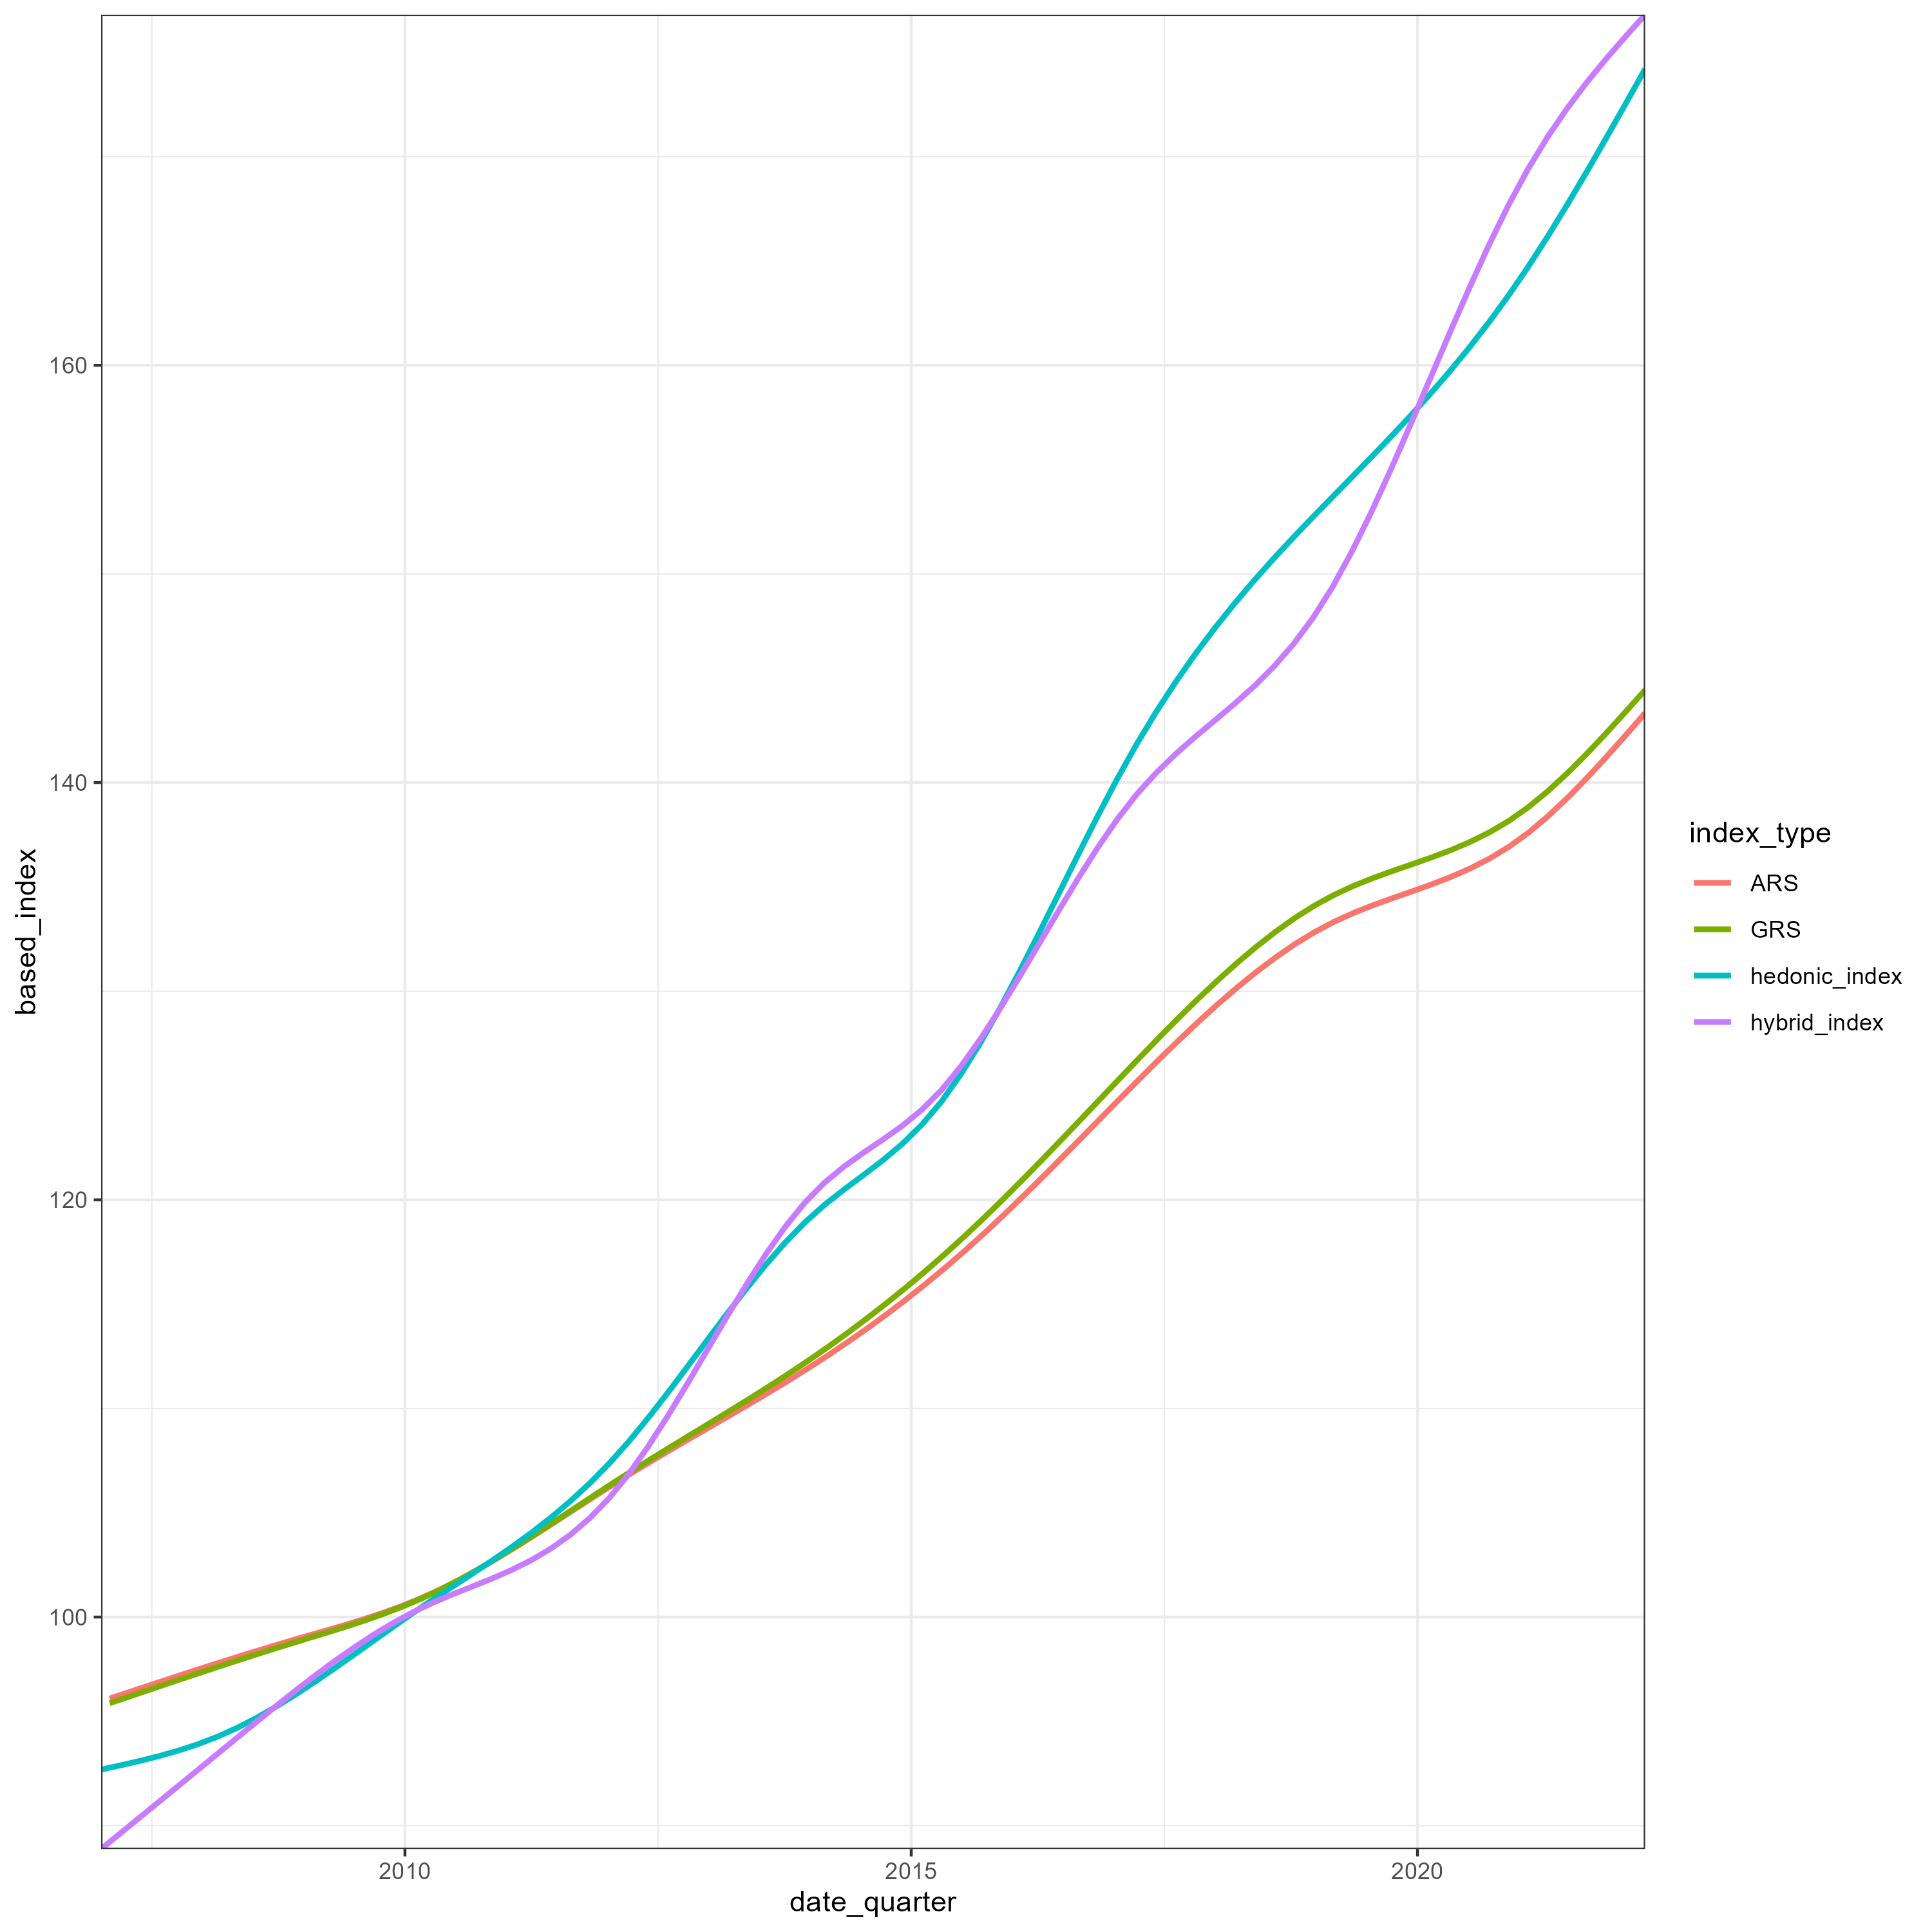 based_index
160
140
120
100
2010
2015
2020
date_quarter
index_type
ARS
GRS
hedonic_index
hybrid_index